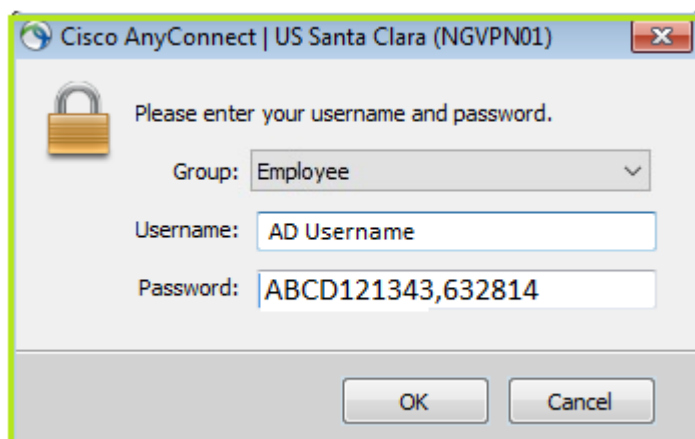 Cisco AnyConnect | US Santa Clara (NGVPN01)
Please enter your username and password.
Group: Employee
Username: AD Username
Password: ABCD121343,632814
OK Cancel